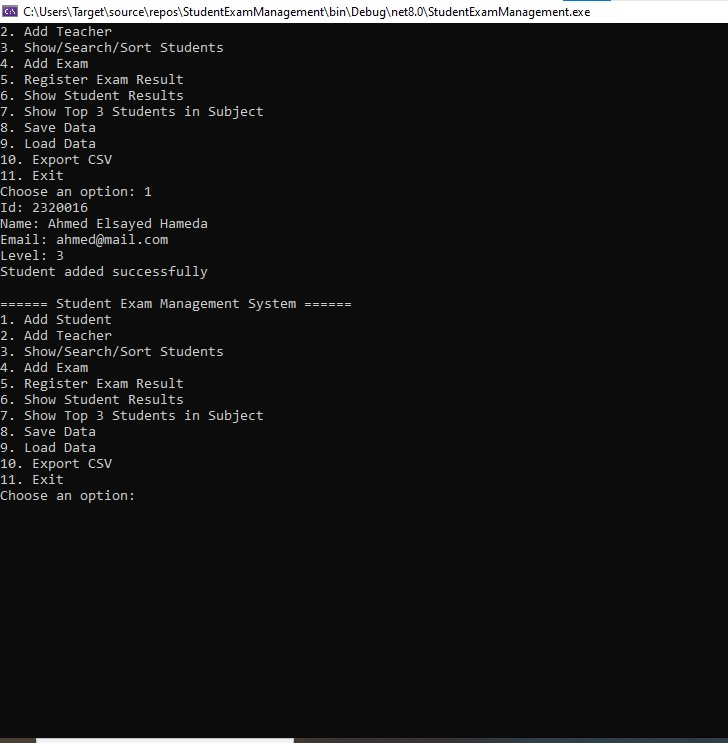 C:\Users\Target\source\repos\StudentExamManagement\bin\Debug\net8.0\StudentExamManagement.exe
2. Add Teacher
3. Show/Search/Sort Students
4. Add Exam
5. Register Exam Result
6. Show Student Results
7. Show Top 3 Students in Subject
8. Save Data
9. Load Data
10. Export CSV
11. Exit
Choose an option: 1
Id: 2320016
Name: Ahmed Elsayed Hameda
Email: ahmed@mail.com
Level: 3
Student added successfully

====== Student Exam Management System ======
1. Add Student
2. Add Teacher
3. Show/Search/Sort Students
4. Add Exam
5. Register Exam Result
6. Show Student Results
7. Show Top 3 Students in Subject
8. Save Data
9. Load Data
10. Export CSV
11. Exit
Choose an option: